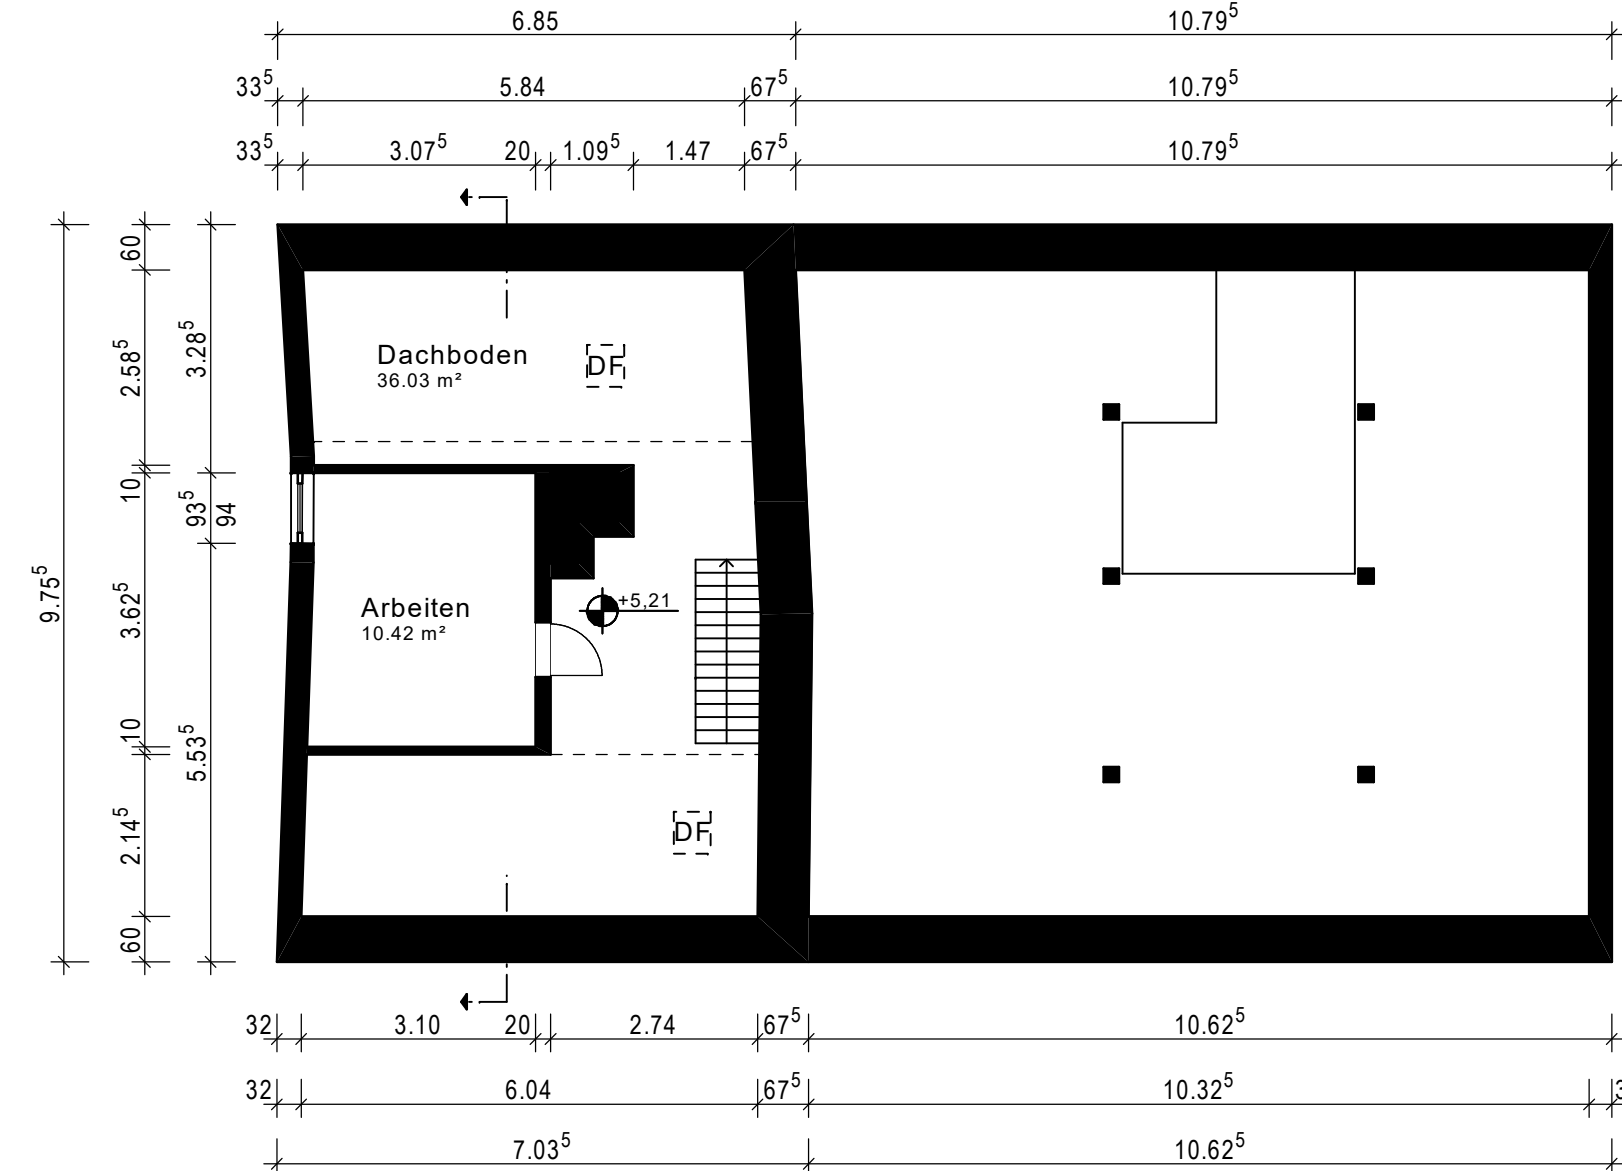 6.85 10.79⁵
33⁵ 5.84 67⁵ 10.79⁵
33⁵ 3.07⁵ 20 1.09⁵ 1.47 67⁵ 10.79⁵
9.75⁵
60 2.58⁵ 10 3.62⁵ 10 2.14⁵ 60
3.28⁵ 93⁵ 5.53⁵
94
Dachboden
36.03 m²
DF
Arbeiten
10.42 m²
+5,21
DF
32 3.10 20 2.74 67⁵ 10.62⁵
32 6.04 67⁵ 10.32⁵
7.03⁵ 10.62⁵